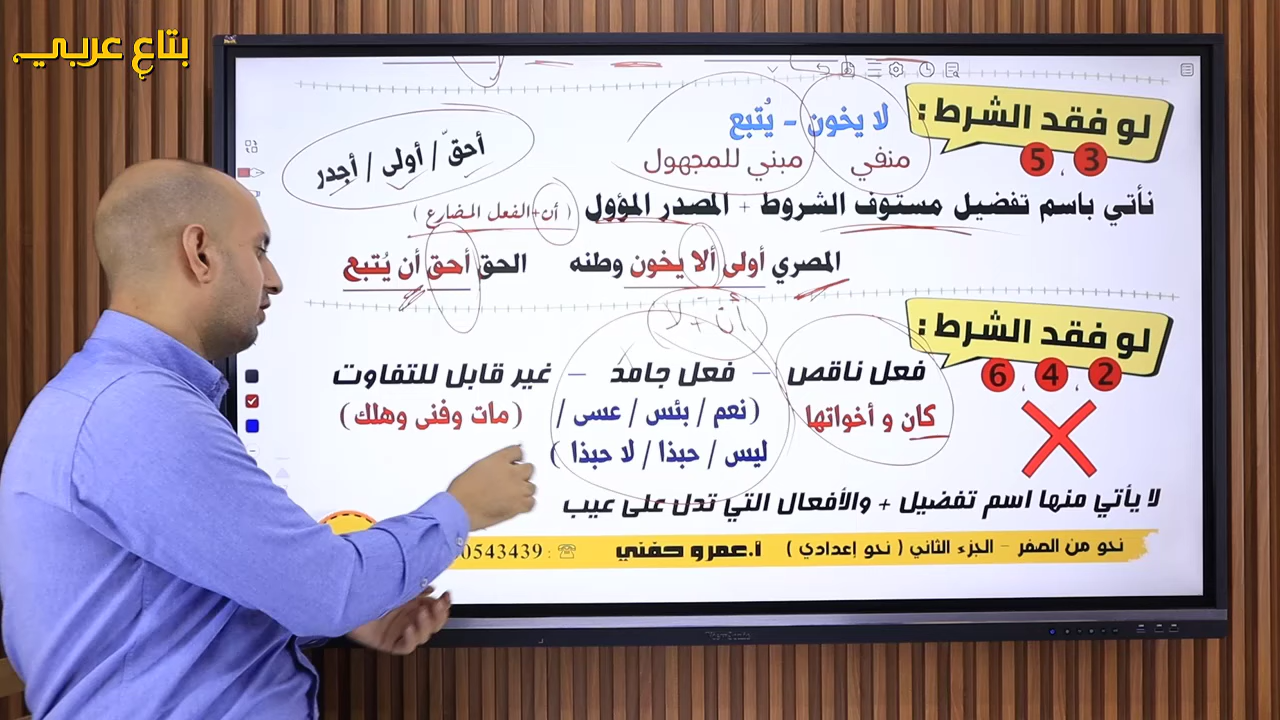 بتاع عربي
لو فقد الشرط :
3 ، 5
لا يخون - يُتبع
منفي
مبني للمجهول
أحقّ / أولى / أجدر
نأتي باسم تفضيل مستوف الشروط + المصدر المؤول ( أن+الفعل المضارع )
المصري أولى ألا يخون وطنه
الحق أحق أن يُتبع
أن + لا
لو فقد الشرط :
2 ، 4 ، 6
فعل ناقص - فعل جامد - غير قابل للتفاوت
كان و أخواتها
(نعم / بئس / عسى /
ليس / حبذا / لا حبذا )
(مات وفنى وهلك)
لا يأتي منها اسم تفضيل + والأفعال التي تدل على عيب
نحو من الصفر - الجزء الثاني ( نحو إعدادي )
أ.عمرو حفني
0543439 :
ViewSonic